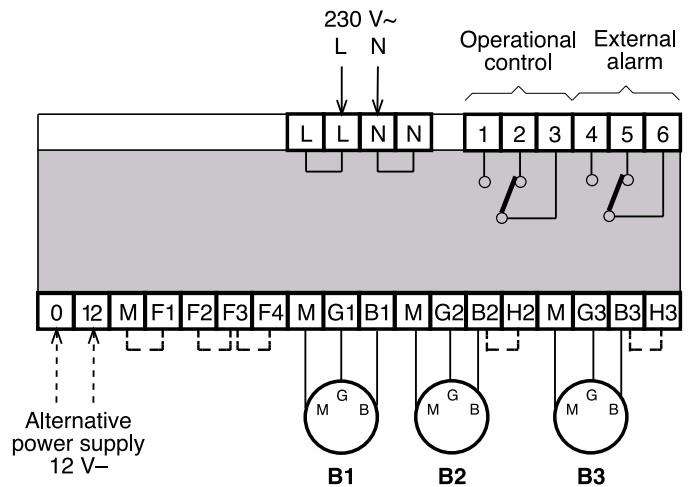 230 V~
L N
Operational control
External alarm
L L N N 1 2 3 4 5 6
0 12 M F1 F2 F3 F4 M G1 B1 M G2 B2 H2 M G3 B3 H3
M G B M G B M G B
Alternative
power supply
12 V–
B1 B2 B3